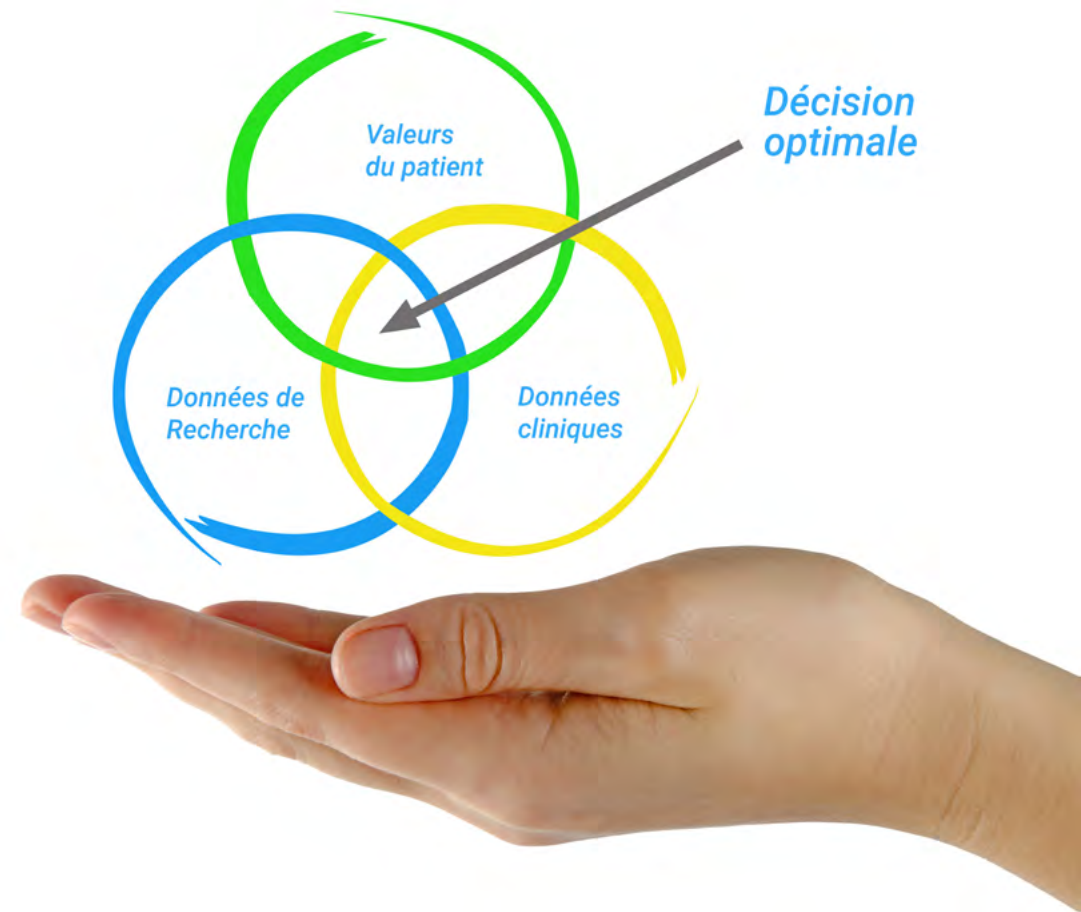 Décision
optimale
Valeurs
du patient
Données de
Recherche
Données
cliniques